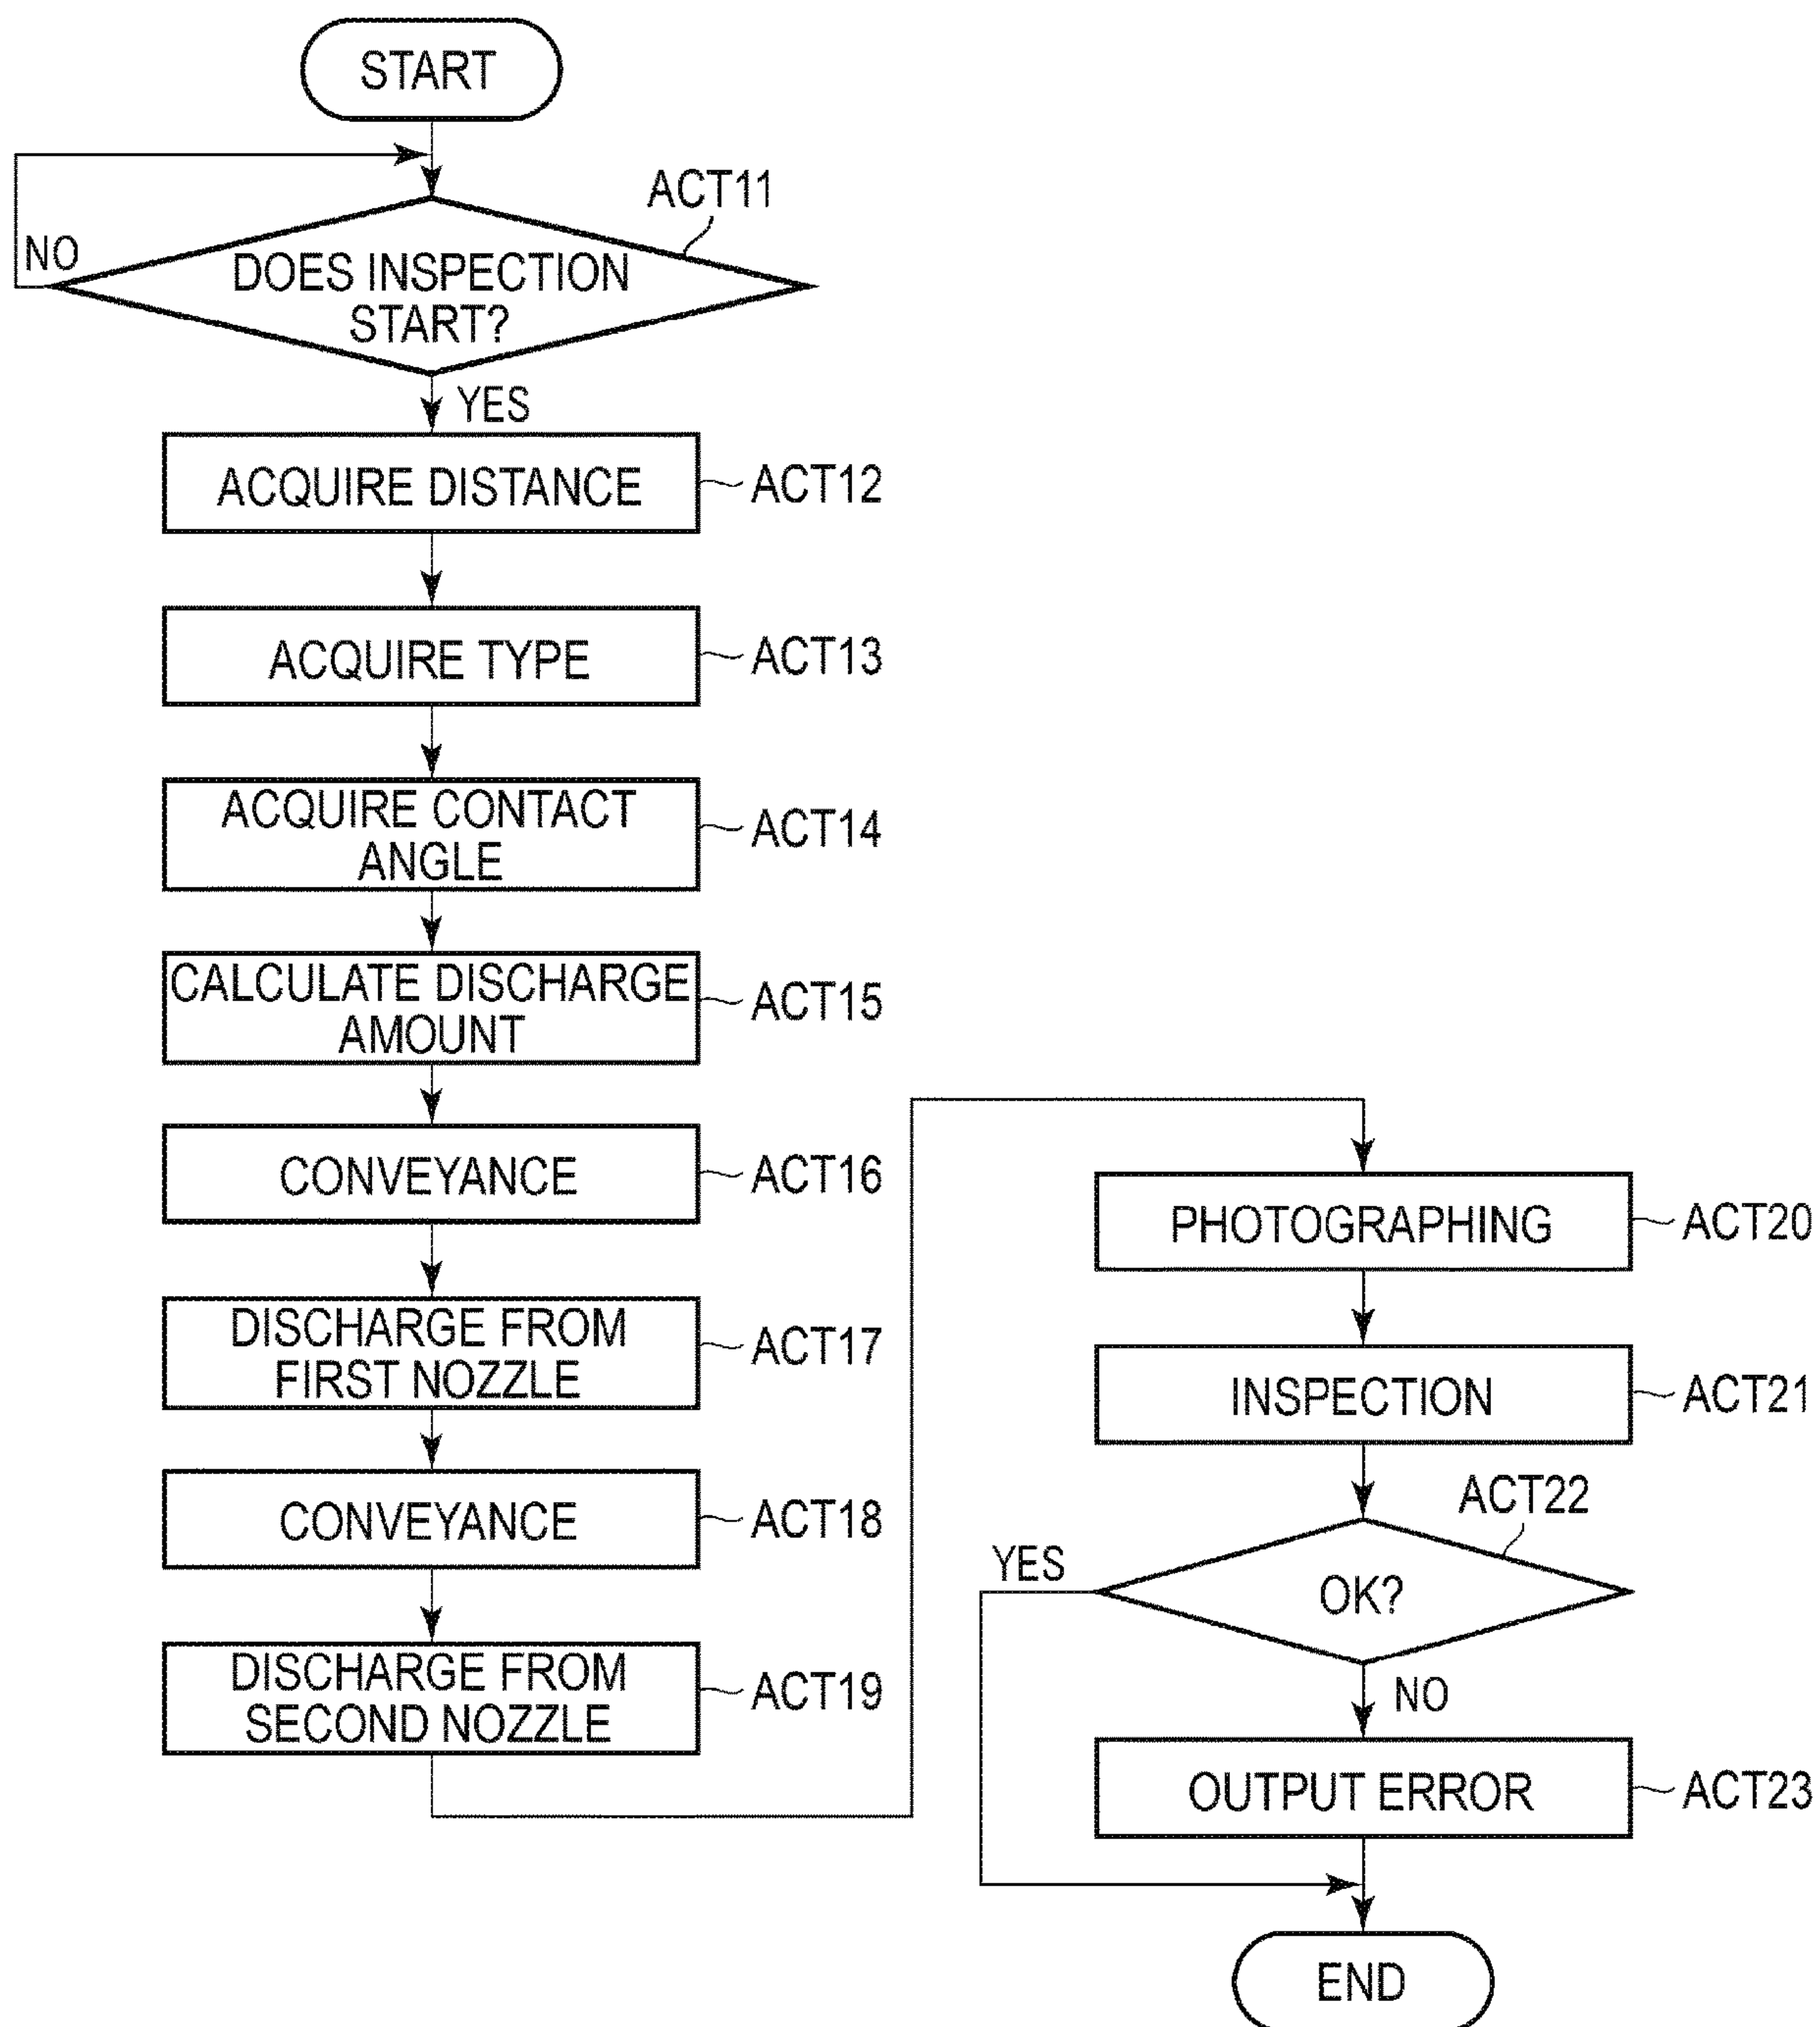 START
ACT11
NO
DOES INSPECTION
START?
YES
ACQUIRE DISTANCE
ACT12
ACQUIRE TYPE
ACT13
ACQUIRE CONTACT
ANGLE
ACT14
CALCULATE DISCHARGE
AMOUNT
ACT15
CONVEYANCE
ACT16
DISCHARGE FROM
FIRST NOZZLE
ACT17
CONVEYANCE
ACT18
DISCHARGE FROM
SECOND NOZZLE
ACT19
PHOTOGRAPHING
ACT20
INSPECTION
ACT21
ACT22
YES
OK?
NO
OUTPUT ERROR
ACT23
END